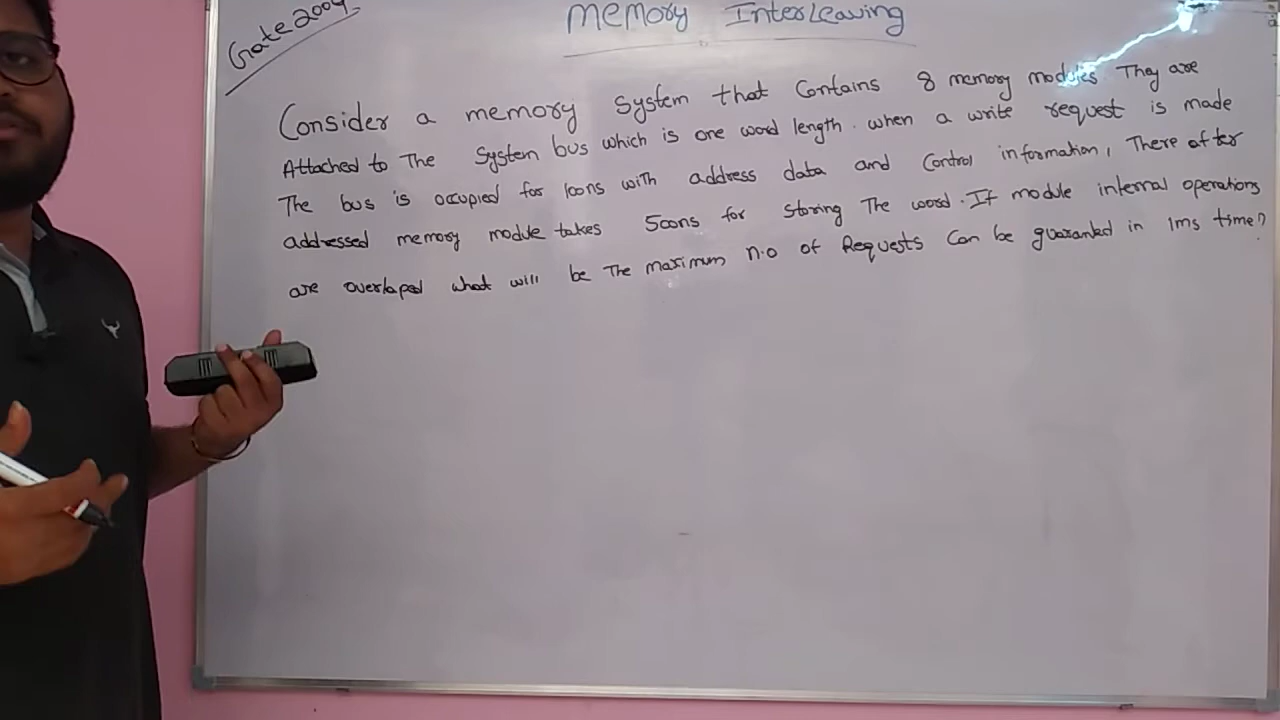 Gate 2009
Memory Interleaving
Consider a memory System that Contains 8 memory modules They are
Attached to The System bus which is one word length. when a write request is made
The bus is occupied for 100ns with address data and Control information, There after
addressed memory module takes 500ns for storing The word. If module internal operations
are overlaped what will be The maximum n.o of Requests Can be guaranted in 1ms time?